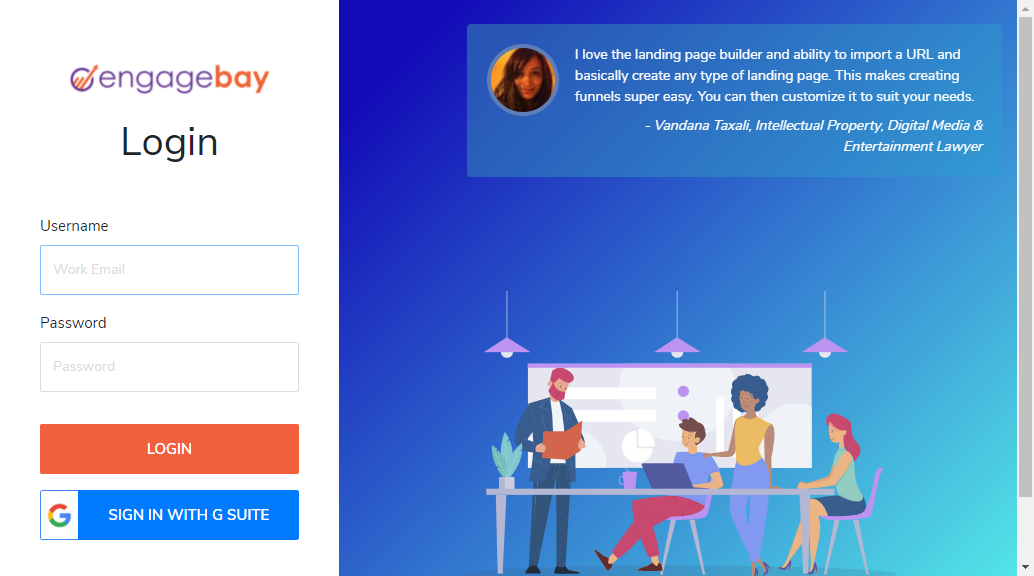 engagebay
Login
Username
Work Email
Password
Password
LOGIN
SIGN IN WITH G SUITE
I love the landing page builder and ability to import a URL and
basically create any type of landing page. This makes creating
funnels super easy. You can then customize it to suit your needs.
- Vandana Taxali, Intellectual Property, Digital Media &
Entertainment Lawyer